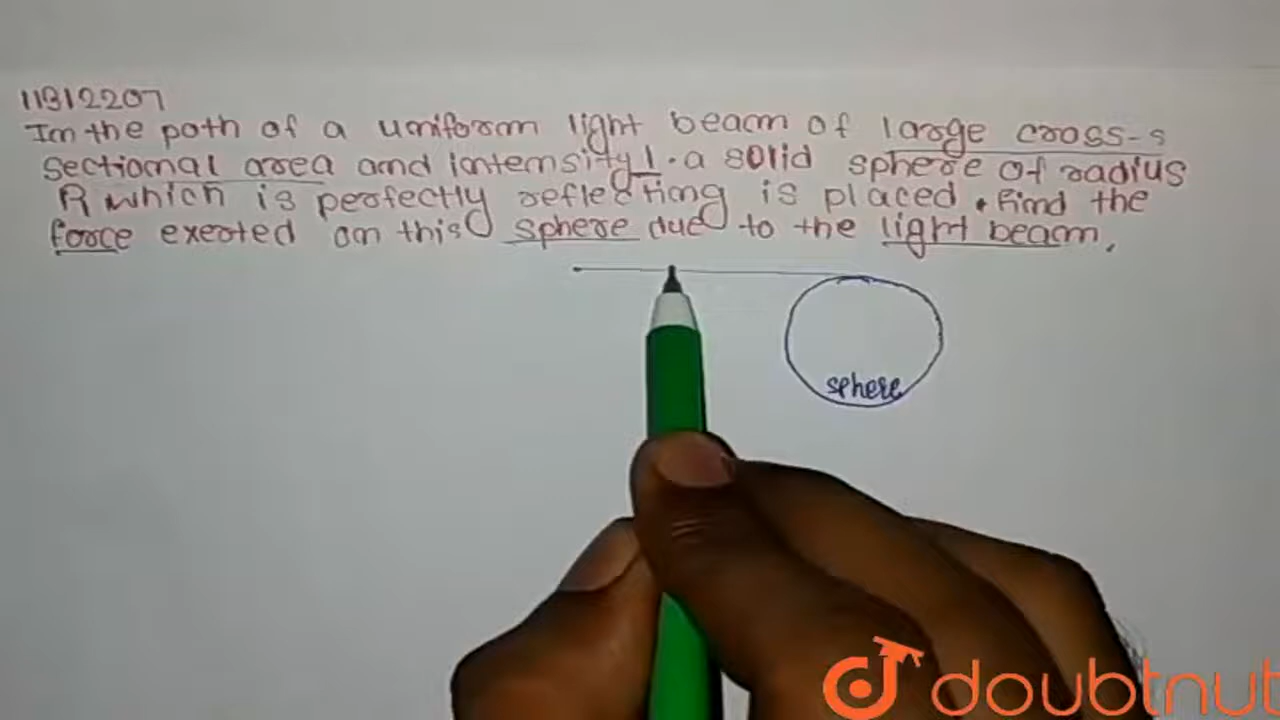 11312207
In the path of a uniform light beam of large cross-s
sectional area and intensity I . a solid sphere of radius
R which is perfectly reflecting is placed . Find the
force exerted on this sphere due to the light beam.
sphere
doubtnut